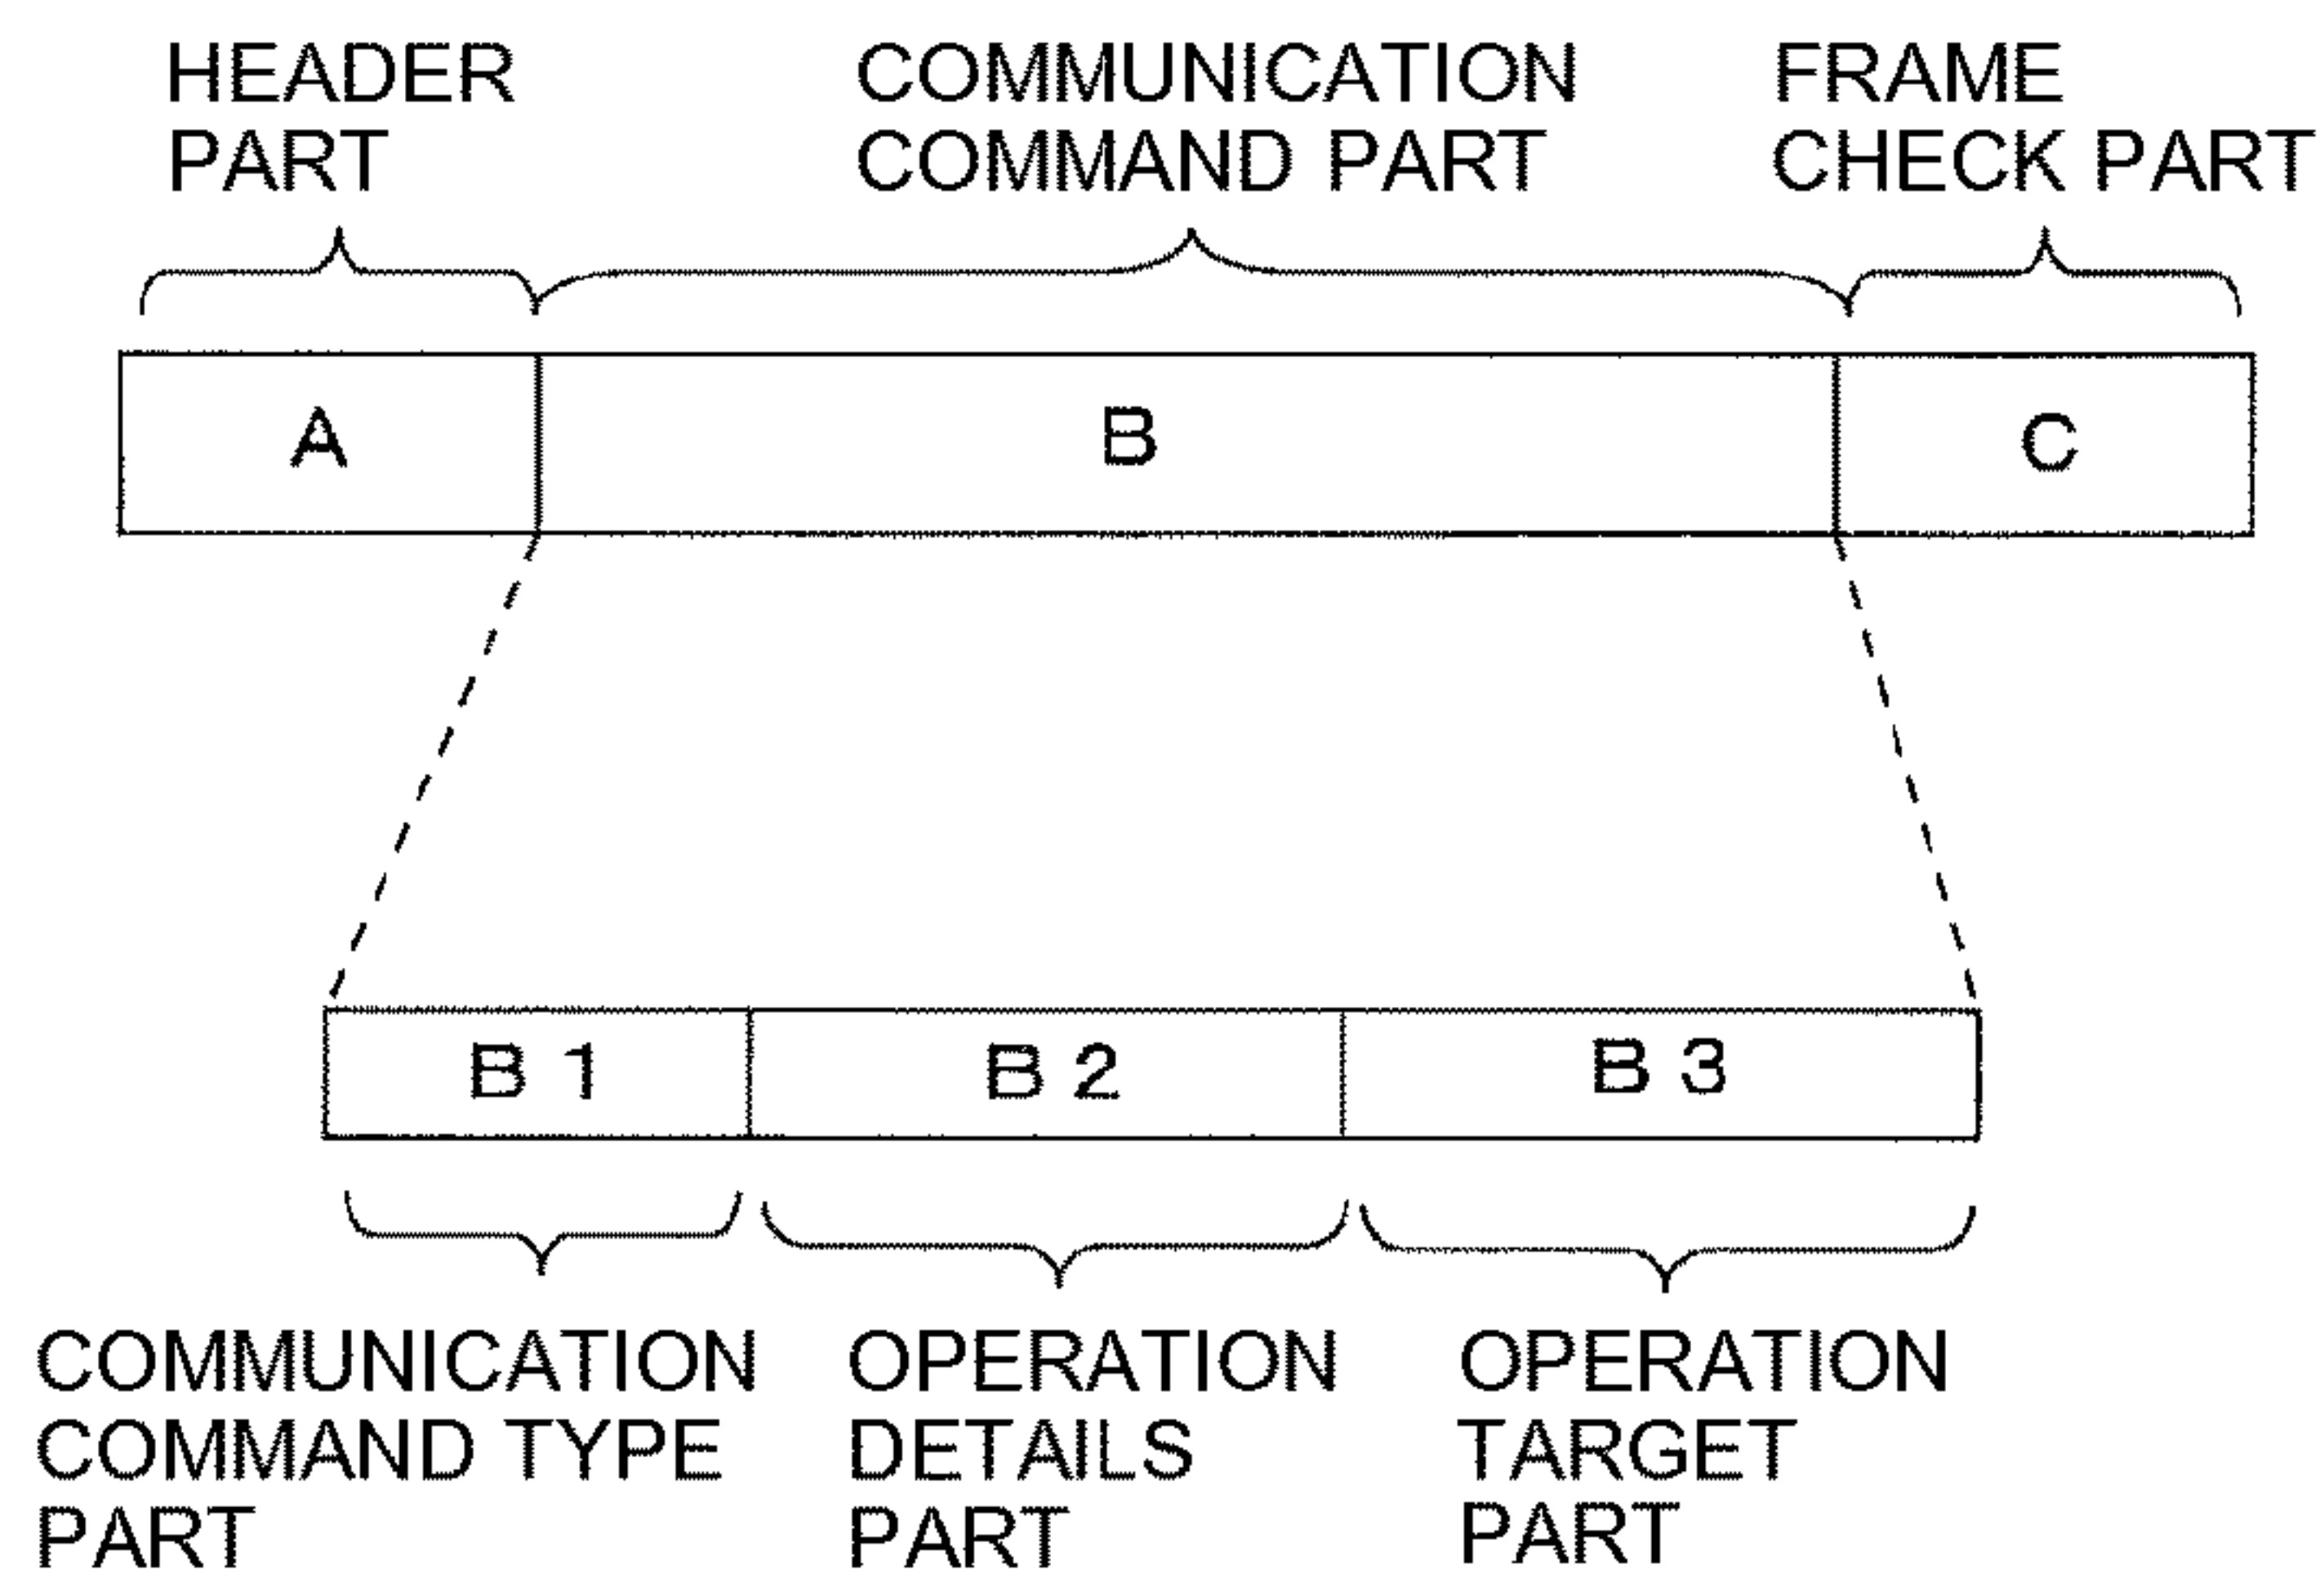 HEADER
PART
COMMUNICATION
COMMAND PART
FRAME
CHECK PART
A
B
C
B 1
B 2
B 3
COMMUNICATION
COMMAND TYPE
PART
OPERATION
DETAILS
PART
OPERATION
TARGET
PART